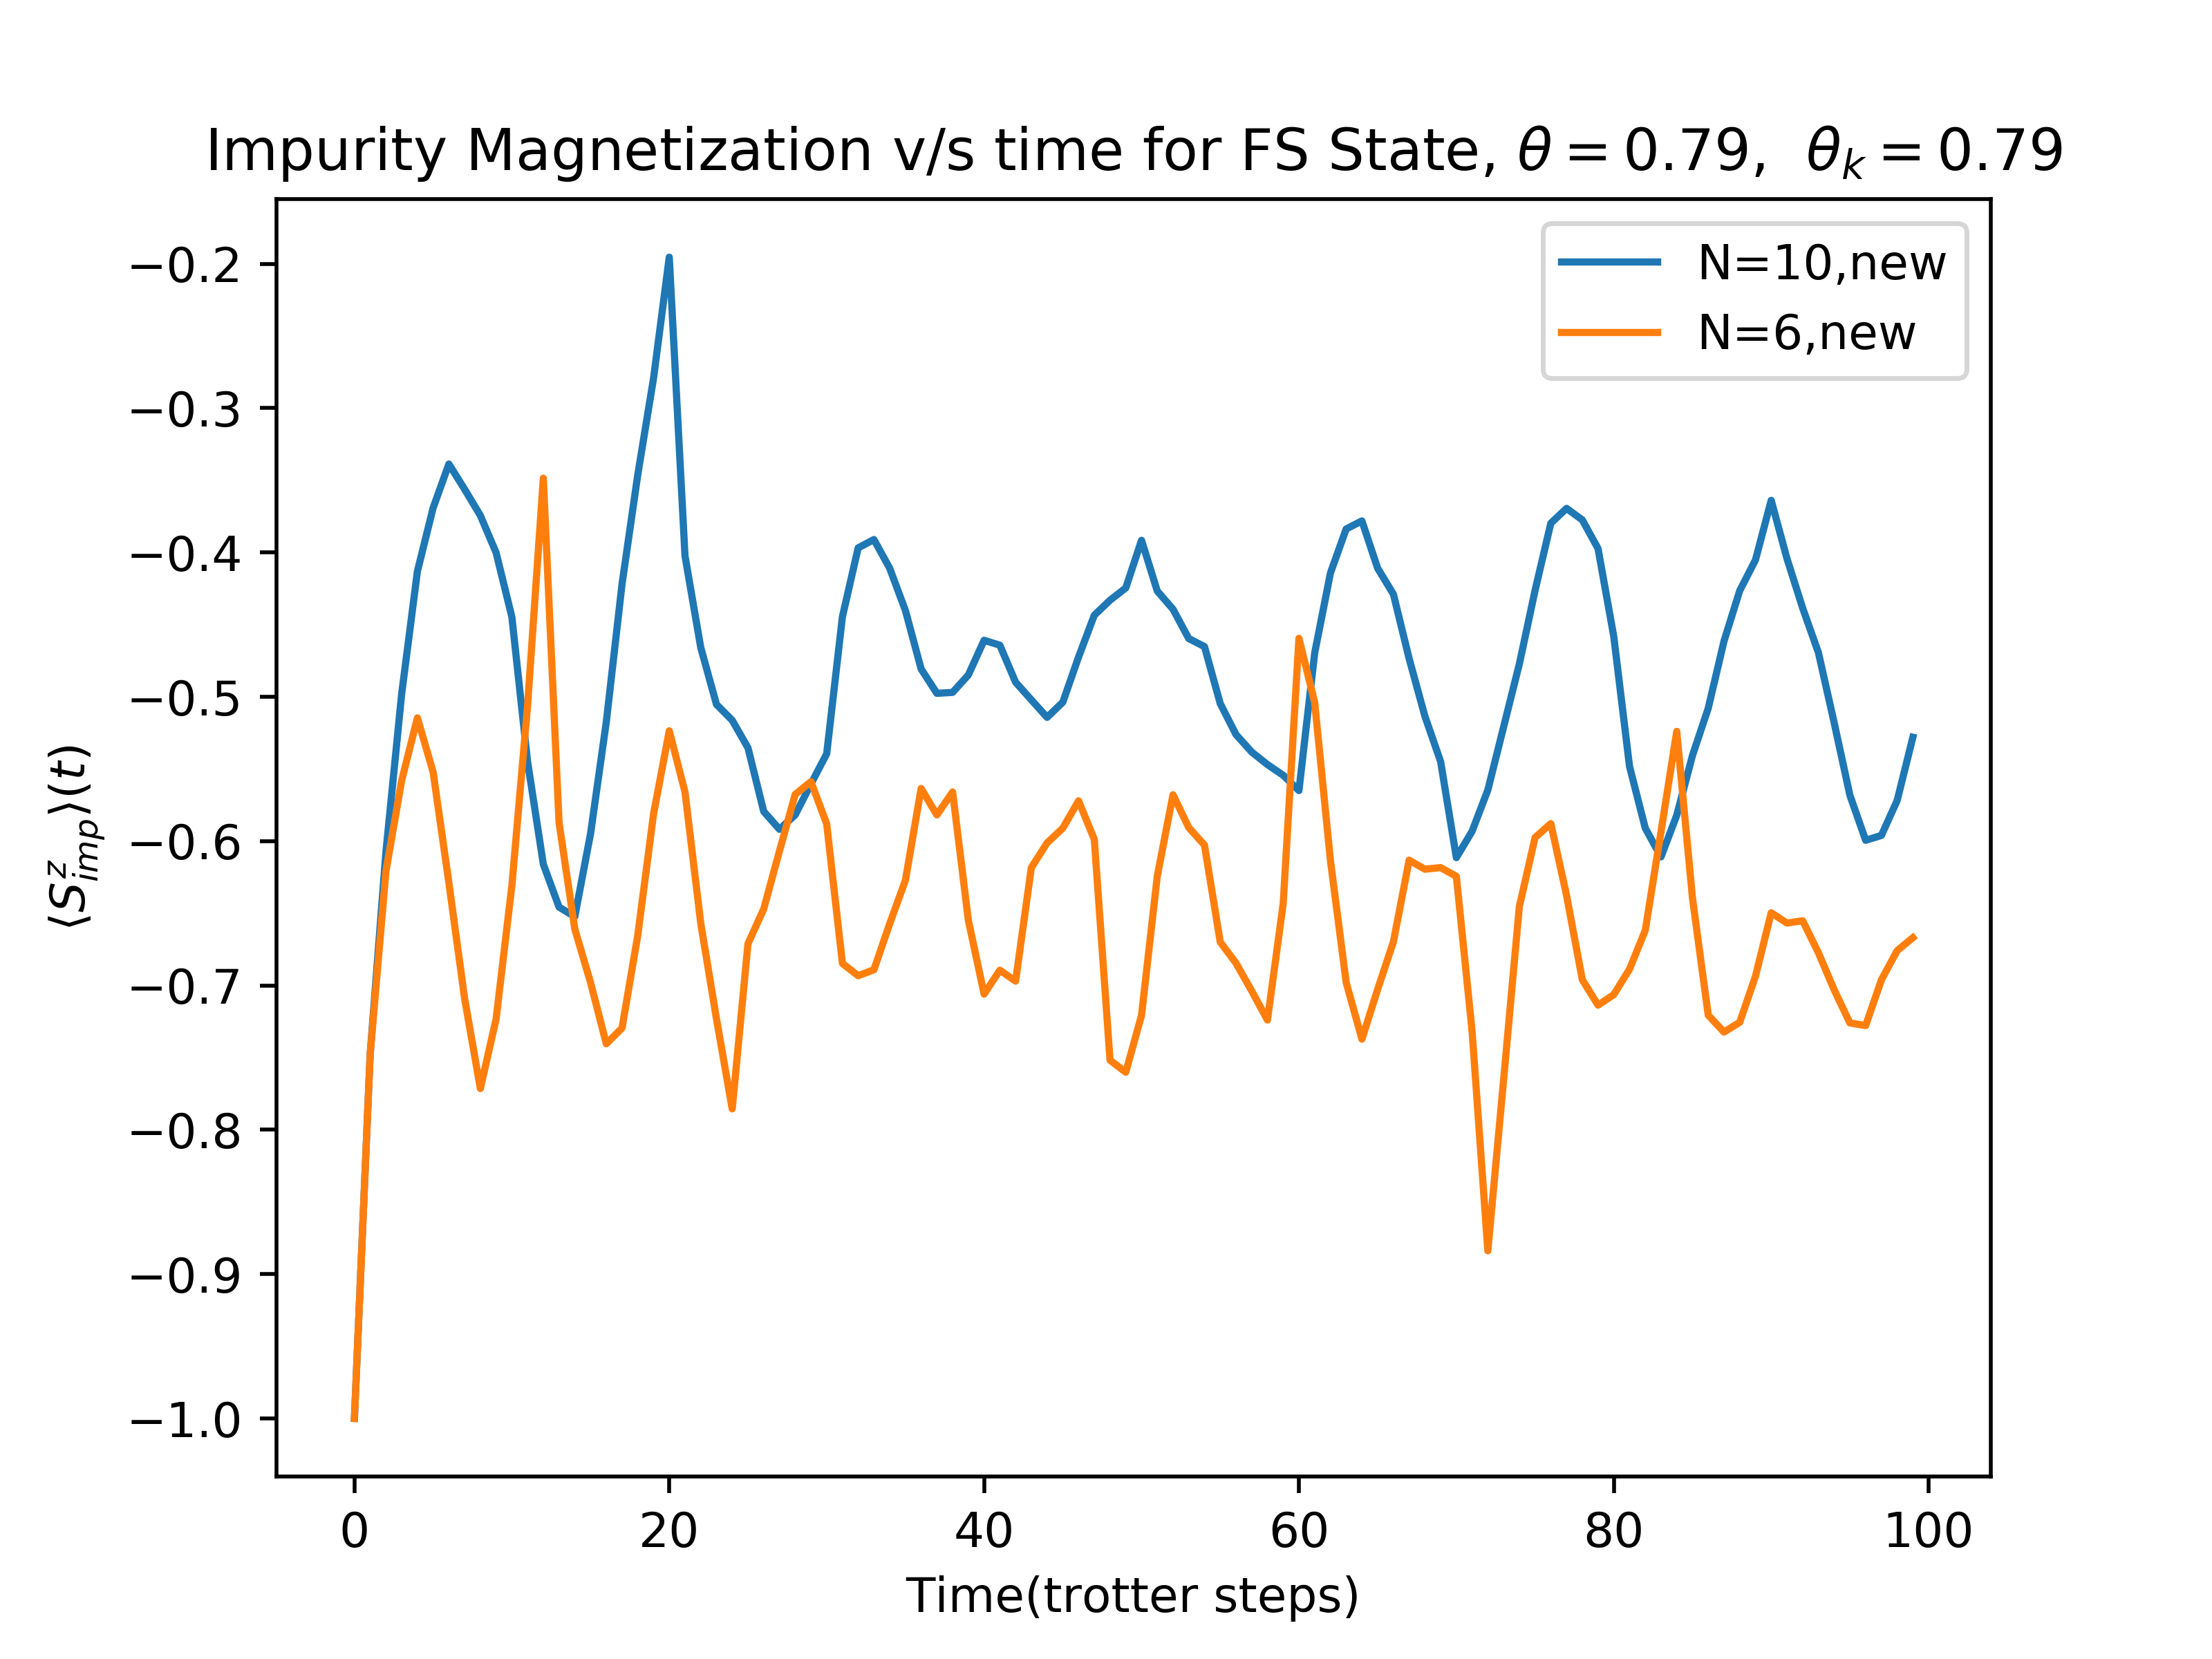 Impurity Magnetization v/s time for FS State, θ = 0.79, θ_k = 0.79
N=10,new
N=6,new
−0.2
−0.3
−0.4
−0.5
−0.6
−0.7
−0.8
−0.9
−1.0
⟨S^z_imp⟩(t)
0 20 40 60 80 100
Time(trotter steps)